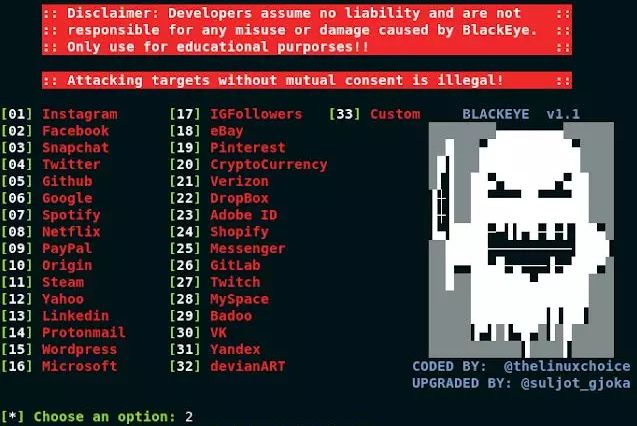 :: Disclaimer: Developers assume no liability and are not ::
:: responsible for any misuse or damage caused by BlackEye. ::
:: Only use for educational purporses!! ::
:: Attacking targets without mutual consent is illegal! ::
[01] Instagram [17] IGFollowers [33] Custom BLACKEYE v1.1
[02] Facebook [18] eBay
[03] Snapchat [19] Pinterest
[04] Twitter [20] CryptoCurrency
[05] Github [21] Verizon
[06] Google [22] DropBox
[07] Spotify [23] Adobe ID
[08] Netflix [24] Shopify
[09] PayPal [25] Messenger
[10] Origin [26] GitLab
[11] Steam [27] Twitch
[12] Yahoo [28] MySpace
[13] Linkedin [29] Badoo
[14] Protonmail [30] VK
[15] Wordpress [31] Yandex
[16] Microsoft [32] devianART
CODED BY: @thelinuxchoice
UPGRADED BY: @suljot_gjoka
[*] Choose an option: 2